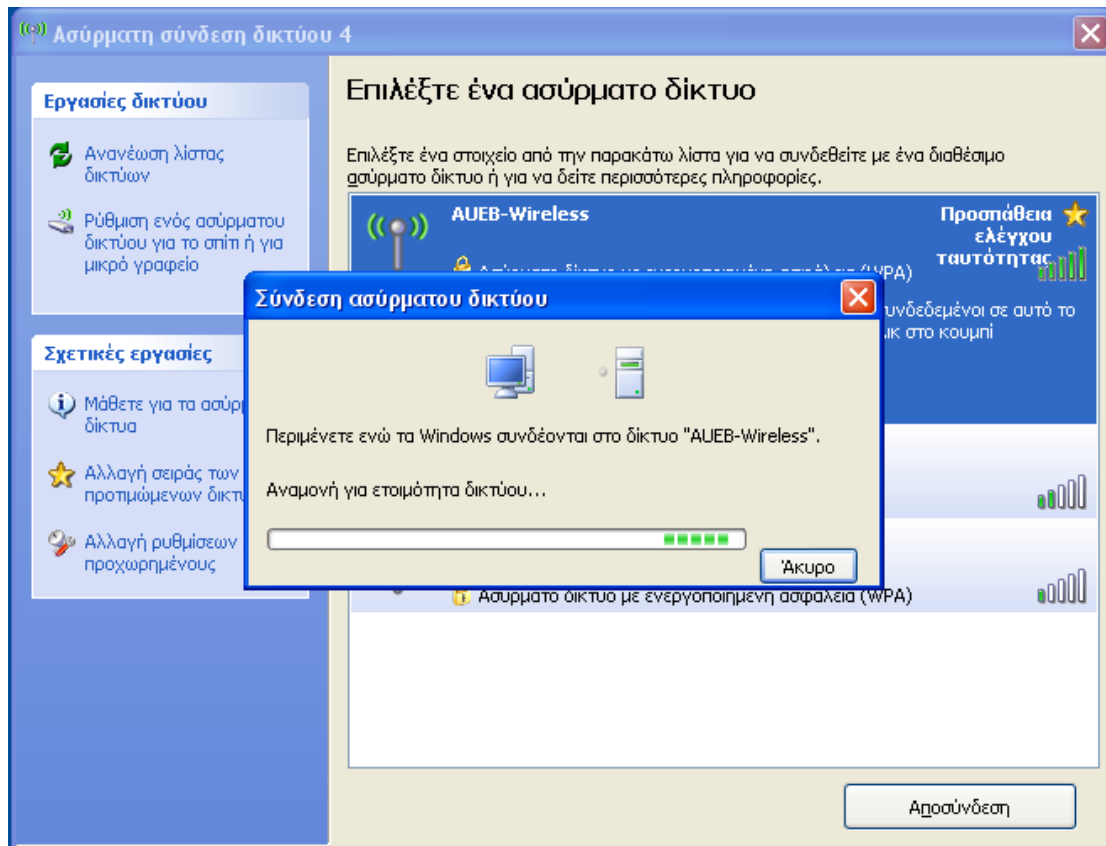 Ασύρματη σύνδεση δικτύου 4
Εργασίες δικτύου
Ανανέωση λίστας
δικτύων
Ρύθμιση ενός ασύρματου
δικτύου για το σπίτι ή για
μικρό γραφείο
Σχετικές εργασίες
Μάθετε για τα
δίκτυα
Αλλαγή σειράς των
προτιμώμενων
Αλλαγή ρυθμίσεων
προχωρημένους
Επιλέξτε ένα ασύρματο δίκτυο
Επιλέξτε ένα στοιχείο από την παρακάτω λίστα για να συνδεθείτε με ένα διαθέσιμο
ασύρματο δίκτυο ή για να δείτε περισσότερες πληροφορίες.
AUEB-Wireless
Προσπάθεια
ελέγχου
ταυτότητας
συνδεδεμένοι σε αυτό το
στο κουμπί
Σύνδεση ασύρματου δικτύου
Περιμένετε ενώ τα Windows συνδέονται στο δίκτυο "AUEB-Wireless".
Αναμονή για ετοιμότητα δικτύου...
Άκυρο
Ασύρματο δίκτυο με ενεργοποιημένη ασφάλεια (WPA)
Αποσύνδεση